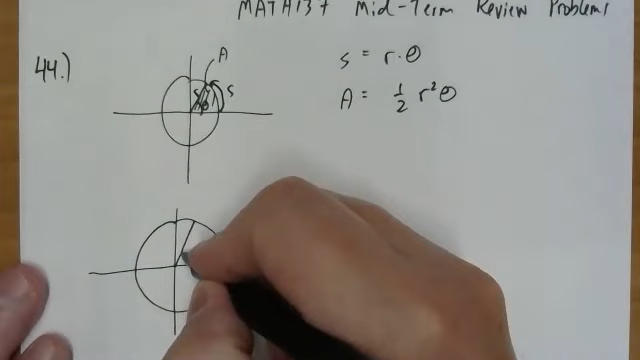 MATH137 Mid-Term Review Problems
44.)
A
S = r·θ
S
θ
A = 1/2 r²θ